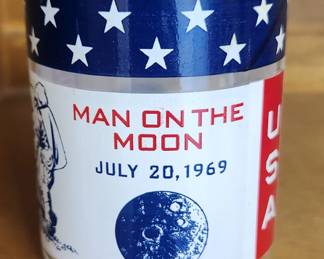 MAN ON THE
MOON
JULY 20,1969
USA